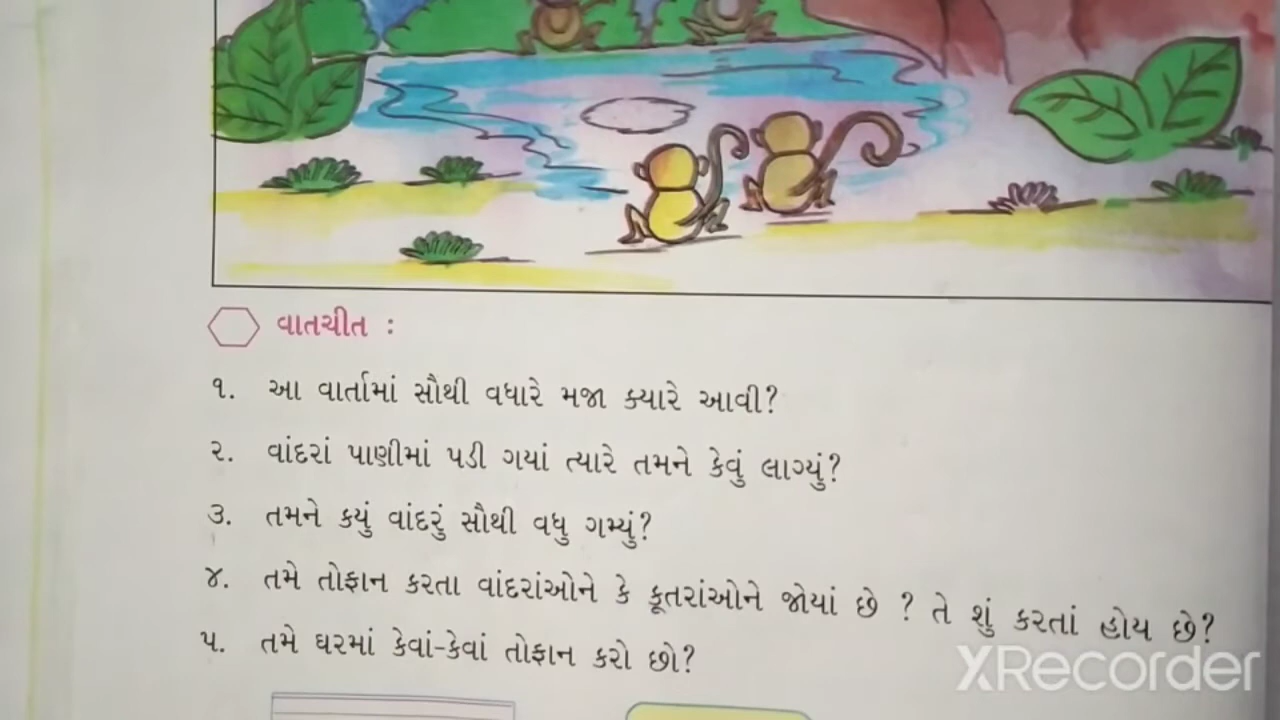 વાતચીત :
૧. આ વાર્તામાં સૌથી વધારે મજા ક્યારે આવી?
૨. વાંદરાં પાણીમાં પડી ગયાં ત્યારે તમને કેવું લાગ્યું?
૩. તમને કયું વાંદરું સૌથી વધુ ગમ્યું?
૪. તમે તોફાન કરતા વાંદરાંઓને કે કૂતરાંઓને જોયાં છે ? તે શું કરતાં હોય છે?
૫. તમે ઘરમાં કેવાં-કેવાં તોફાન કરો છો?
XRecorder